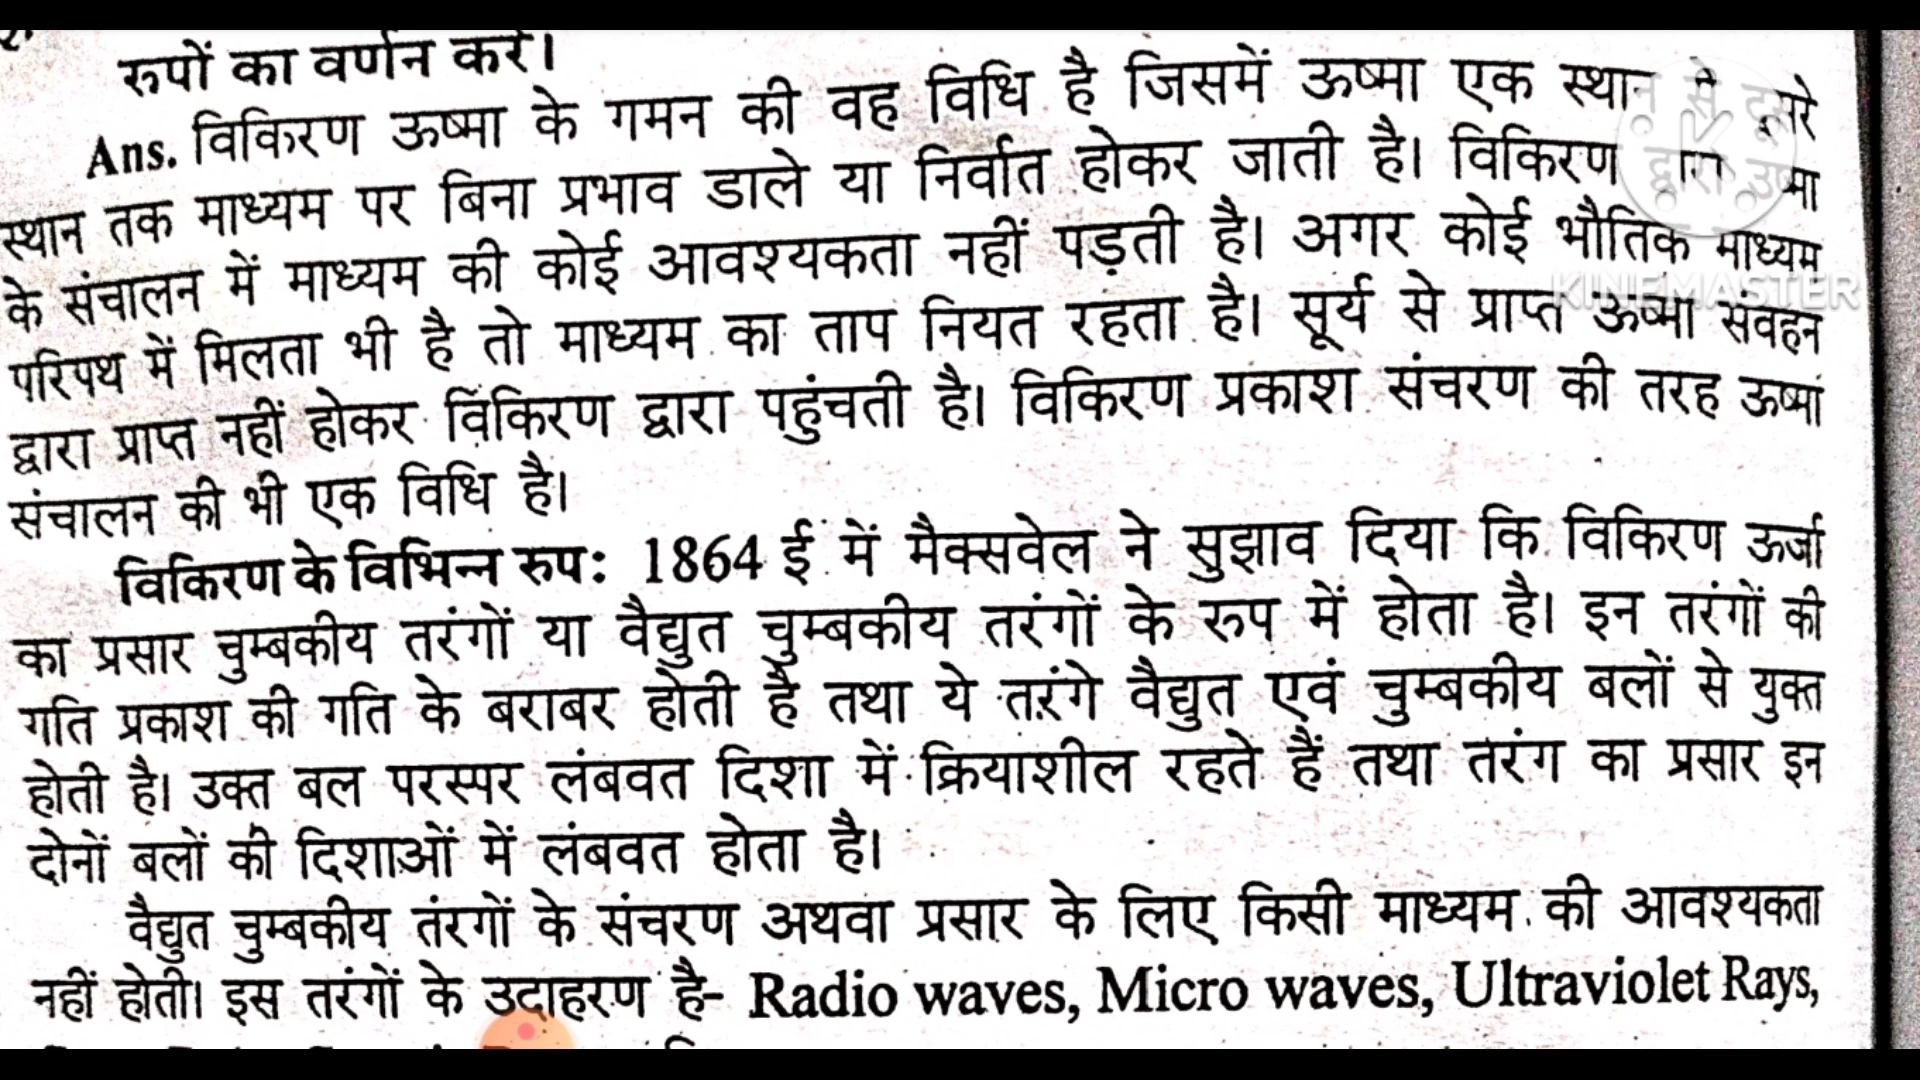 रुपों का वर्णन करें।
Ans. विकिरण ऊष्मा के गमन की वह विधि है जिसमें ऊष्मा एक स्थान से दूसरे
स्थान तक माध्यम पर बिना प्रभाव डाले या निर्वात होकर जाती है। विकिरण द्वारा उष्मा
के संचालन में माध्यम की कोई आवश्यकता नहीं पड़ती है। अगर कोई भौतिक माध्यम
KINEMASTER
परिपथ में मिलता भी है तो माध्यम का ताप नियत रहता है। सूर्य से प्राप्त ऊष्मा संवहन
द्वारा प्राप्त नहीं होकर विकिरण द्वारा पहुंचती है। विकिरण प्रकाश संचरण की तरह ऊष्मा
संचालन की भी एक विधि है।
विकिरण के विभिन्न रुप: 1864 ई. में मैक्सवेल ने सुझाव दिया कि विकिरण ऊर्जा
का प्रसार चुम्बकीय तरंगों या वैद्युत चुम्बकीय तरंगों के रुप में होता है। इन तरंगों की
गति प्रकाश की गति के बराबर होती है तथा ये तरंगे वैद्युत एवं चुम्बकीय बलों से युक्त
होती है। उक्त बल परस्पर लंबवत दिशा में क्रियाशील रहते हैं तथा तरंग का प्रसार इन
दोनों बलों की दिशाओं में लंबवत होता है।
वैद्युत चुम्बकीय तंरगों के संचरण अथवा प्रसार के लिए किसी माध्यम की आवश्यकता
नहीं होती। इस तरंगों के उदाहरण है- Radio waves, Micro waves, Ultraviolet Rays,